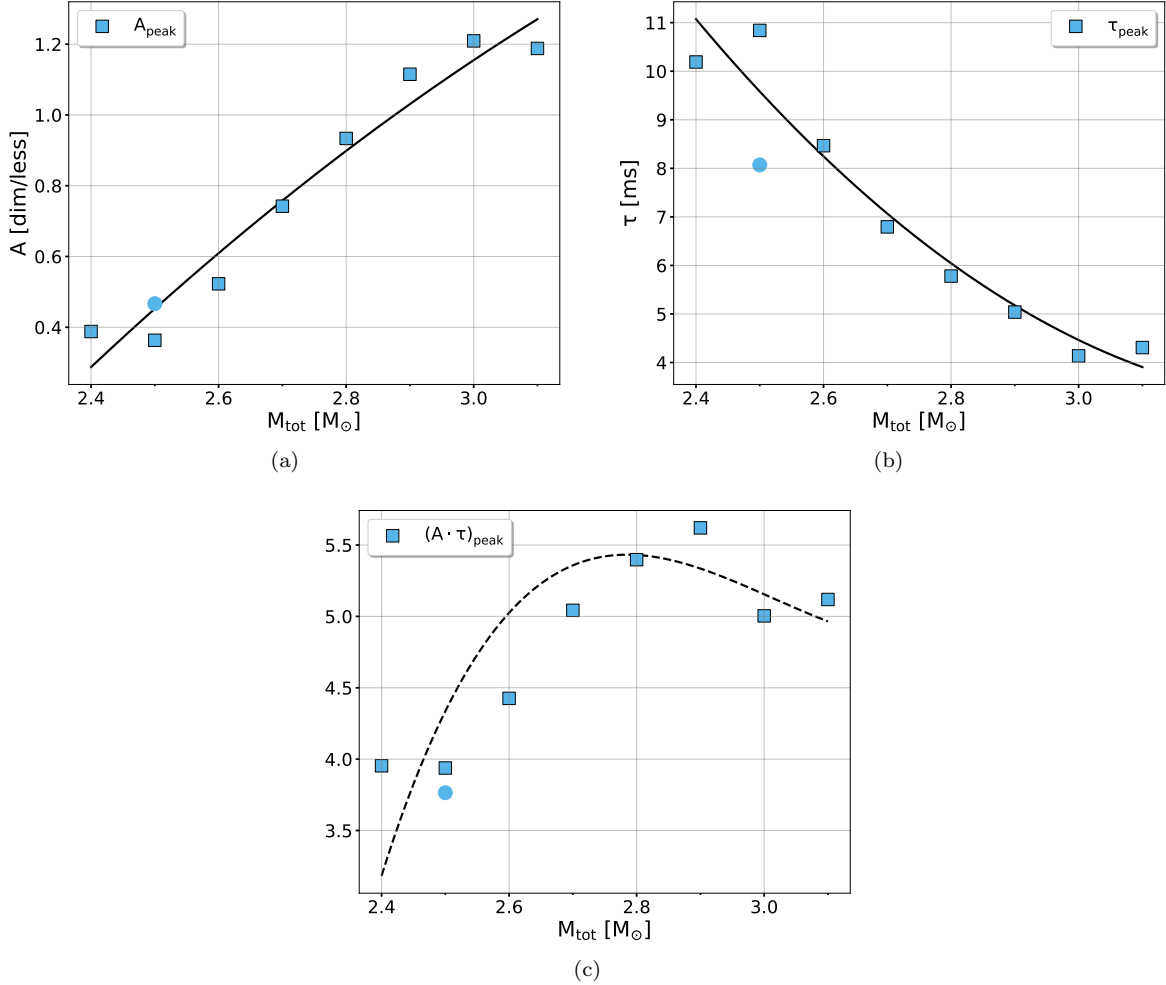 A_peak
1.2
1.0
0.8
0.6
0.4
A [dim/less]
2.4 2.6 2.8 3.0
M_tot [M_⊙]
(a)
τ_peak
11
10
9
8
7
6
5
4
τ [ms]
2.4 2.6 2.8 3.0
M_tot [M_⊙]
(b)
(A · τ)_peak
5.5
5.0
4.5
4.0
3.5
2.4 2.6 2.8 3.0
M_tot [M_⊙]
(c)